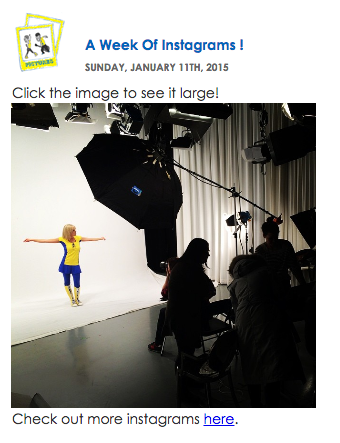 PICTURES
A Week Of Instagrams !
SUNDAY, JANUARY 11TH, 2015
Click the image to see it large!
Check out more instagrams here.